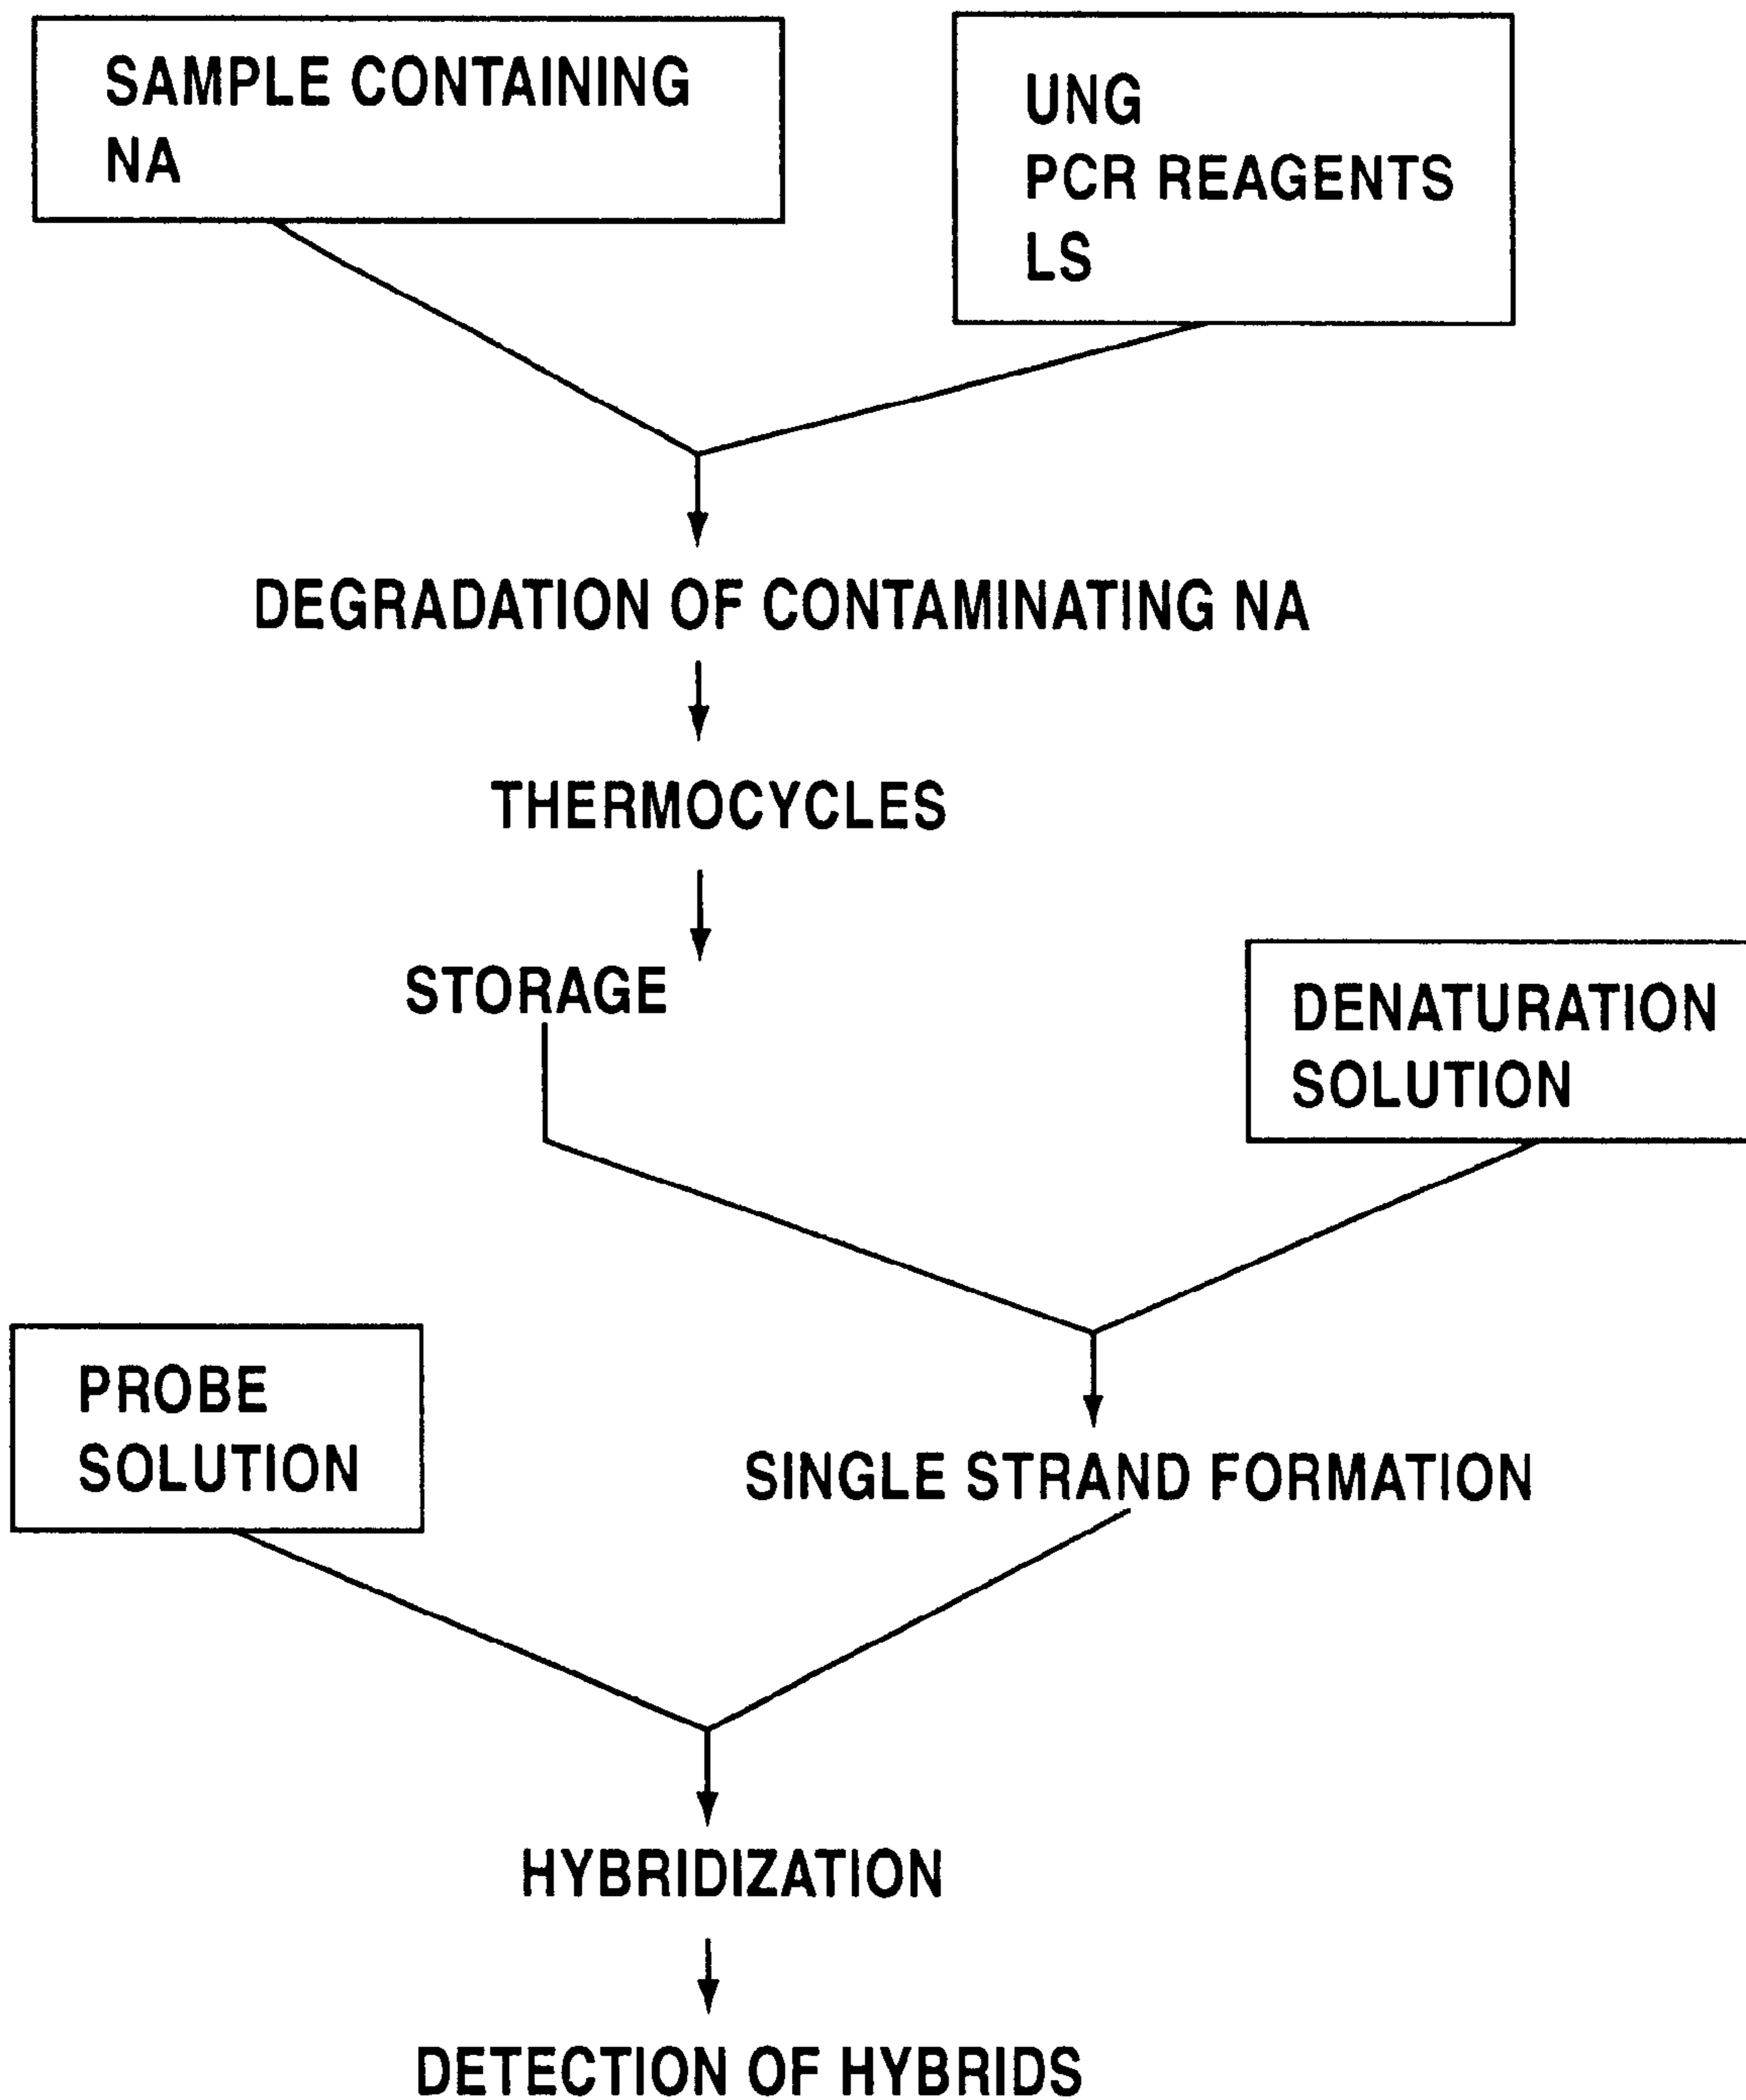 SAMPLE CONTAINING
NA
UNG
PCR REAGENTS
LS
DEGRADATION OF CONTAMINATING NA
THERMOCYCLES
STORAGE
DENATURATION
SOLUTION
PROBE
SOLUTION
SINGLE STRAND FORMATION
HYBRIDIZATION
DETECTION OF HYBRIDS